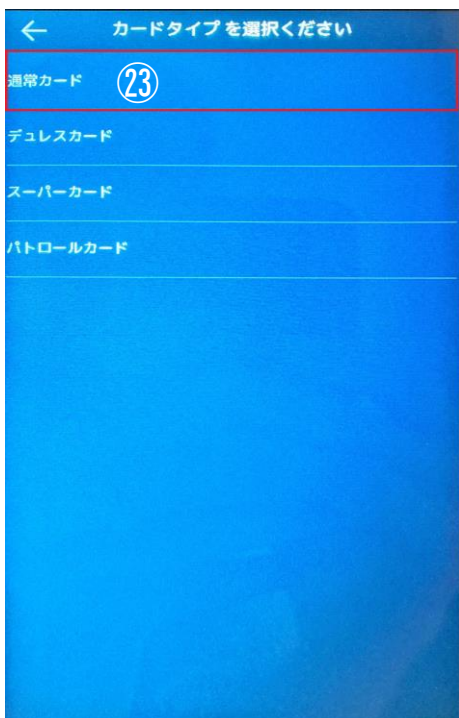 ← カードタイプを選択ください
通常カード ㉓
デュレスカード
スーパーカード
パトロールカード